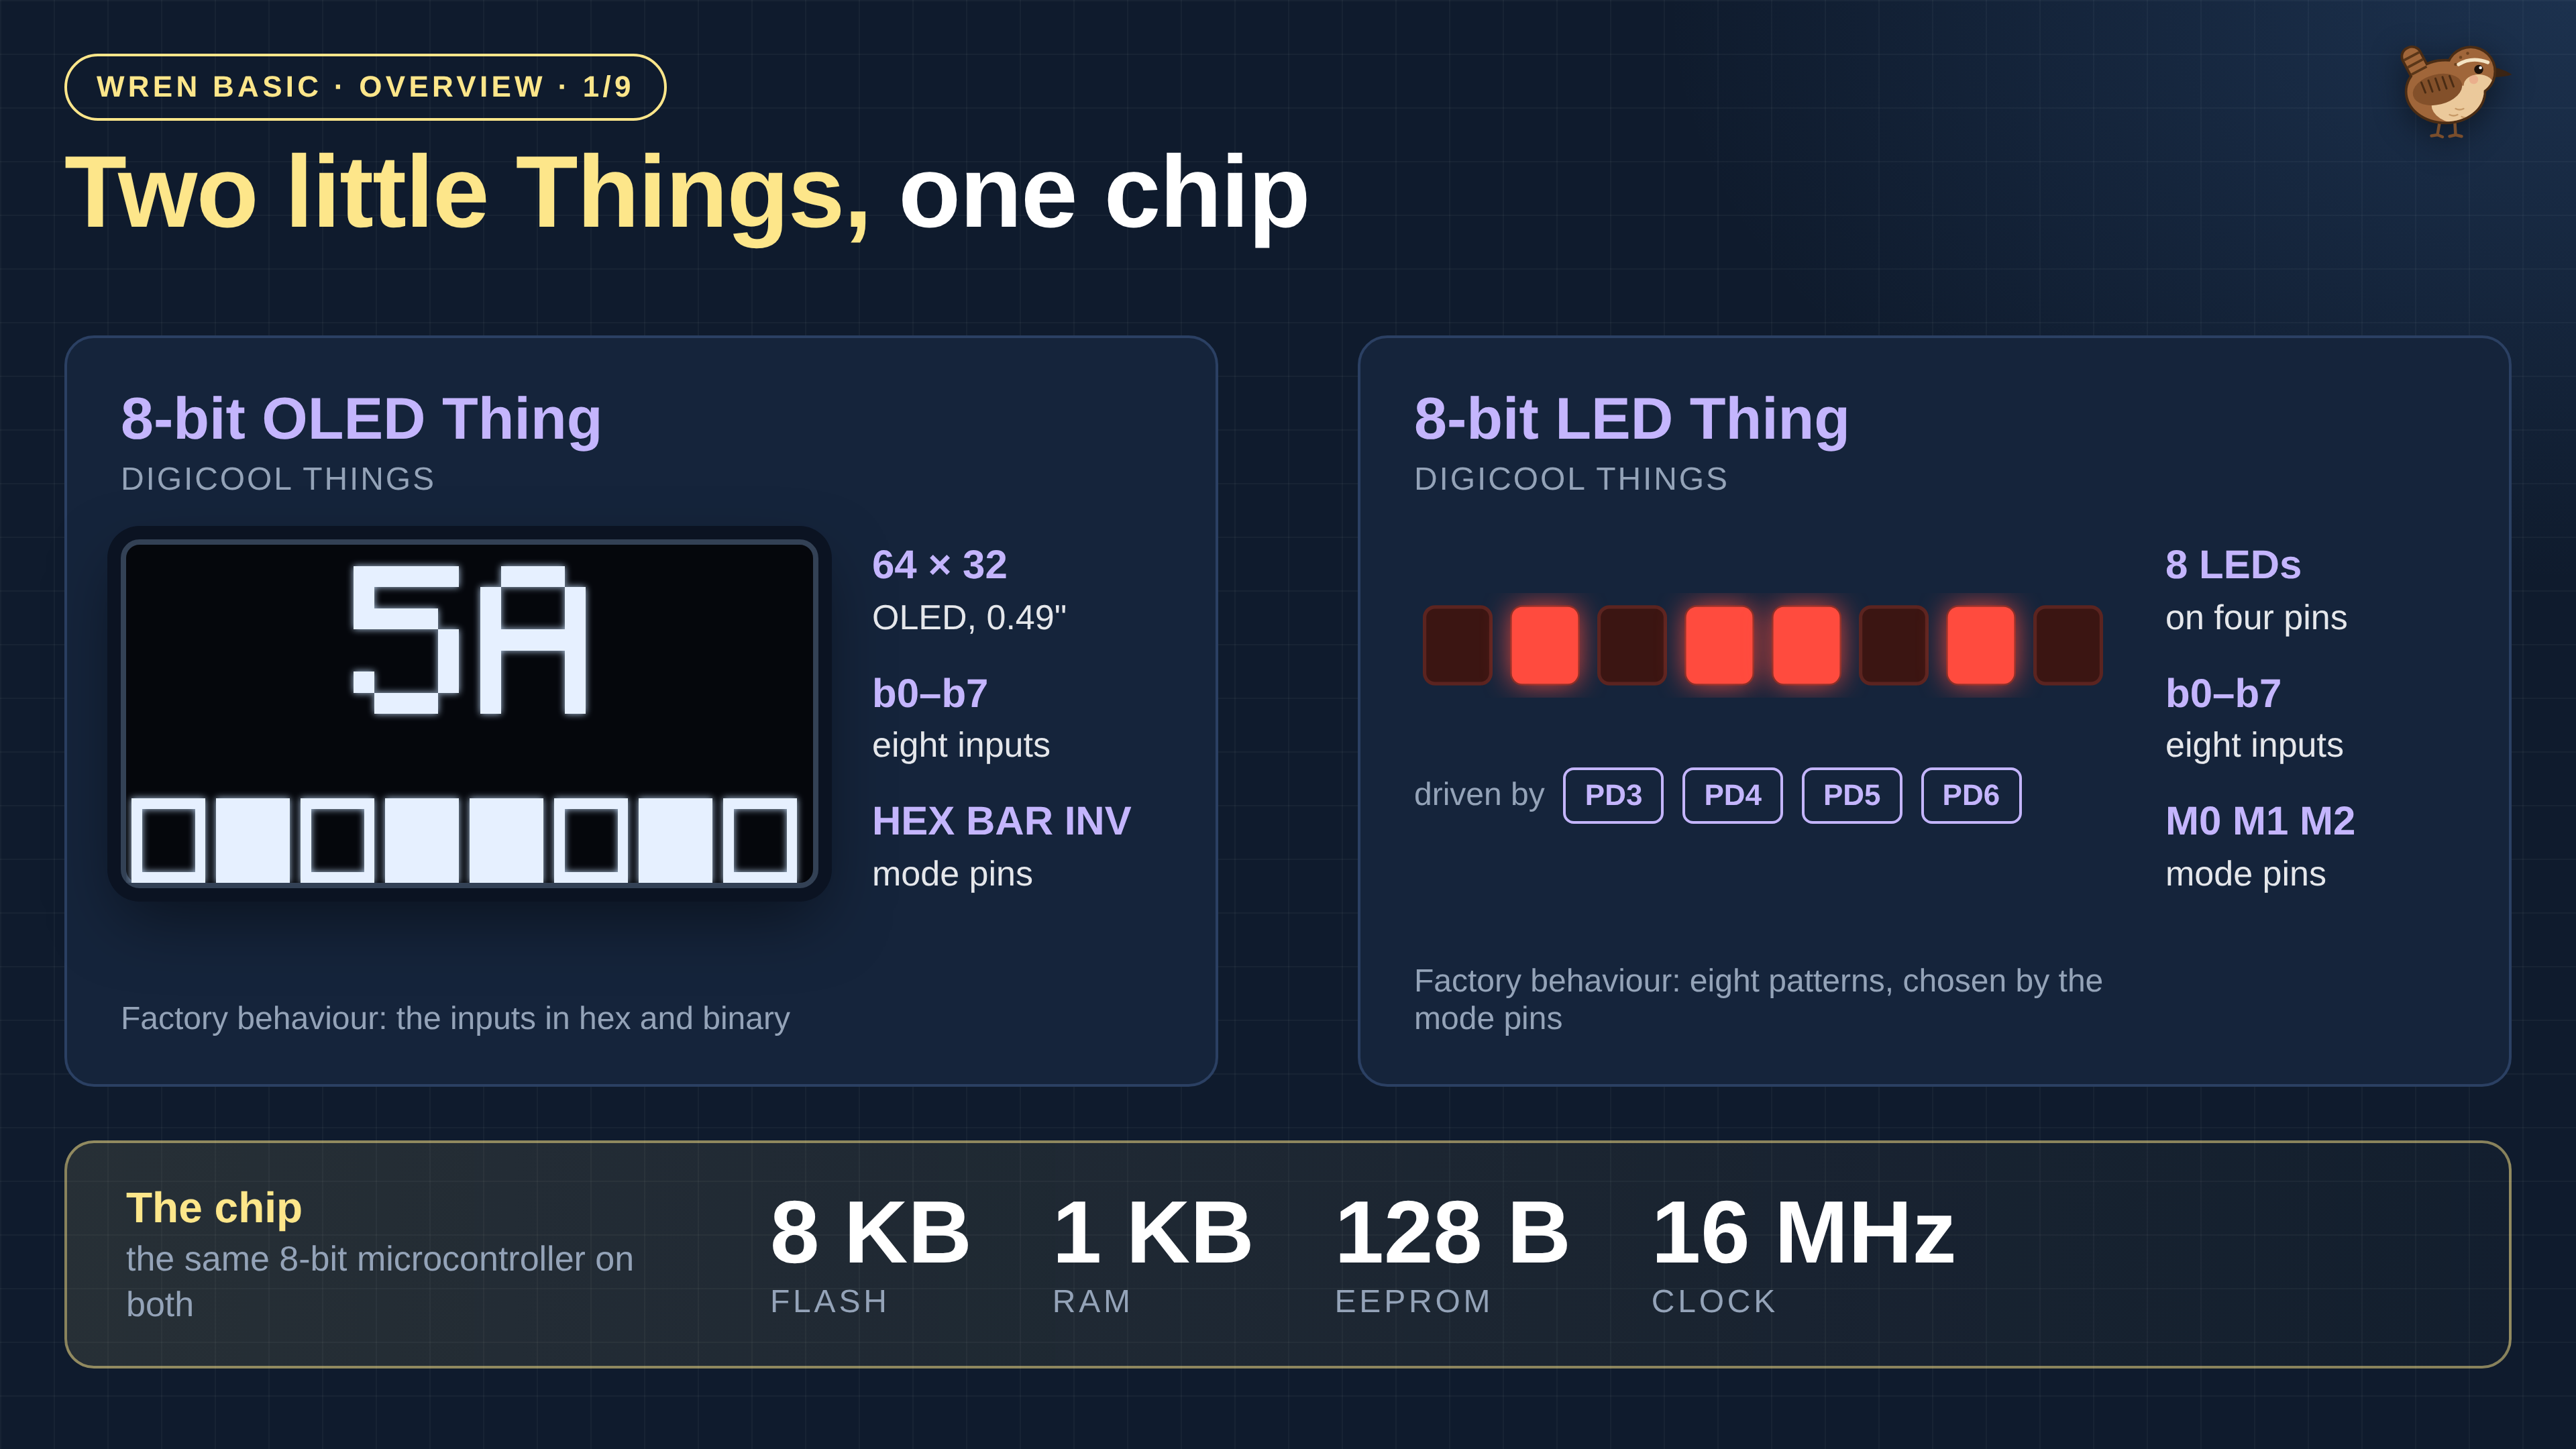 WREN BASIC · OVERVIEW · 1/9
Two little Things, one chip
8-bit OLED Thing
DIGICOOL THINGS
5A
64 × 32
OLED, 0.49"
b0–b7
eight inputs
HEX BAR INV
mode pins
Factory behaviour: the inputs in hex and binary
8-bit LED Thing
DIGICOOL THINGS
driven by PD3 PD4 PD5 PD6
8 LEDs
on four pins
b0–b7
eight inputs
M0 M1 M2
mode pins
Factory behaviour: eight patterns, chosen by the
mode pins
The chip
the same 8-bit microcontroller on
both
8 KB
FLASH
1 KB
RAM
128 B
EEPROM
16 MHz
CLOCK